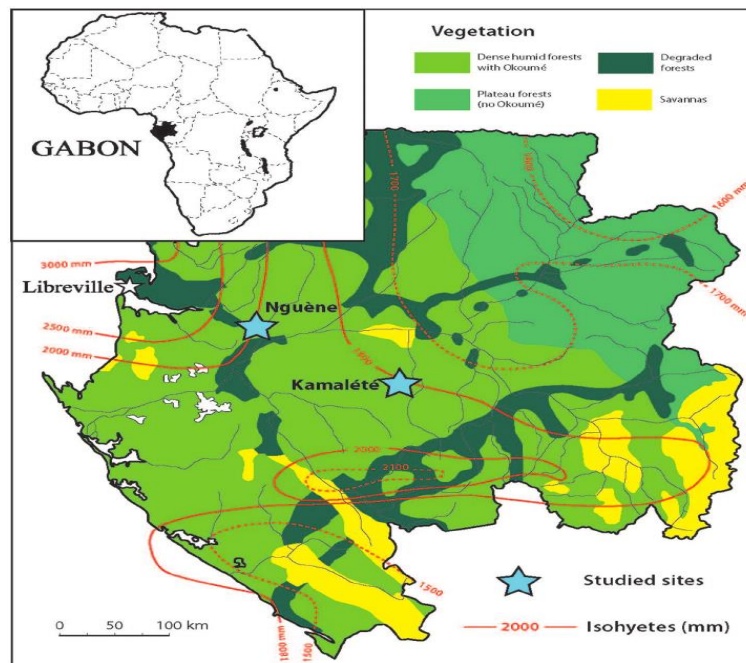 GABON
Vegetation
Dense humid forests
with Okoumé
Degraded
forests
Plateau forests
(no Okoumé)
Savannas
1700
1600 mm
3000 mm
Libreville
Nguène
1700 mm
2500 mm
2000 mm
Kamalété
2000
2100
1500
Studied sites
2000
Isohyetes (mm)
0
50
100 km
1800 mm
1500